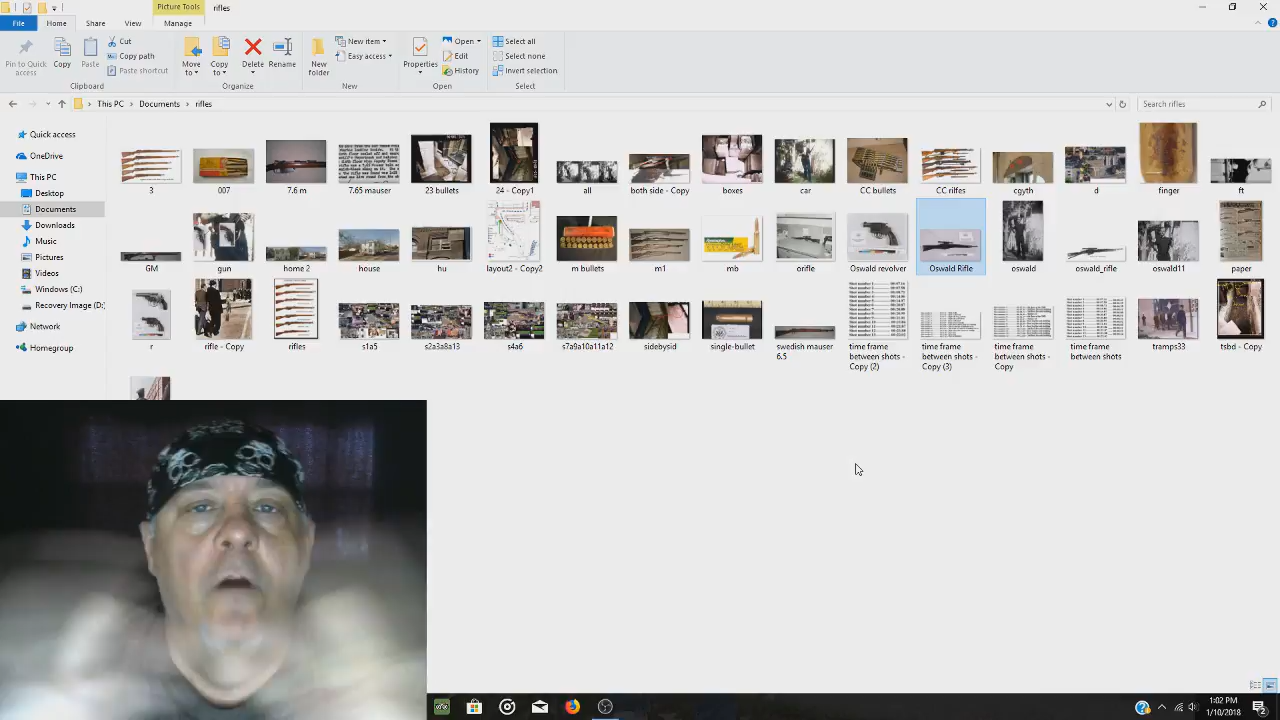 Picture Tools rifles
File Home Share View Manage
Pin to Quick access
Copy
Paste
Cut
Copy path
Paste shortcut
Move to
Copy to
Delete
Rename
New folder
New item
Easy access
Properties
Open
Edit
History
Select all
Select none
Invert selection
Clipboard Organize New Open Select
This PC Documents rifles Search rifles
Quick access
OneDrive
This PC
Desktop
Documents
Downloads
Music
Pictures
Videos
Windows (C:)
Recovery Image (D:
Network
Homegroup
3 007 7.6 m 7.65 mauser 23 bullets 24 - Copy1 all both side - Copy boxes car CC bullets CC rilfes cgyth d finger ft
GM gun home 2 house hu layout2 - Copy2 m bullets m1 mb orifle Oswald revolver Oswald Rifle oswald oswald_rifle oswald11 paper
r rifle - Copy rifles s1a5 s2a3a8a13 s4a6 s7a9a10a11a12 sidebysid single-bullet swedish mauser 6.5 time frame between shots - Copy (2) time frame between shots - Copy (3) time frame between shots - Copy time frame between shots tramps33 tsbd - Copy
1:02 PM
1/10/2018